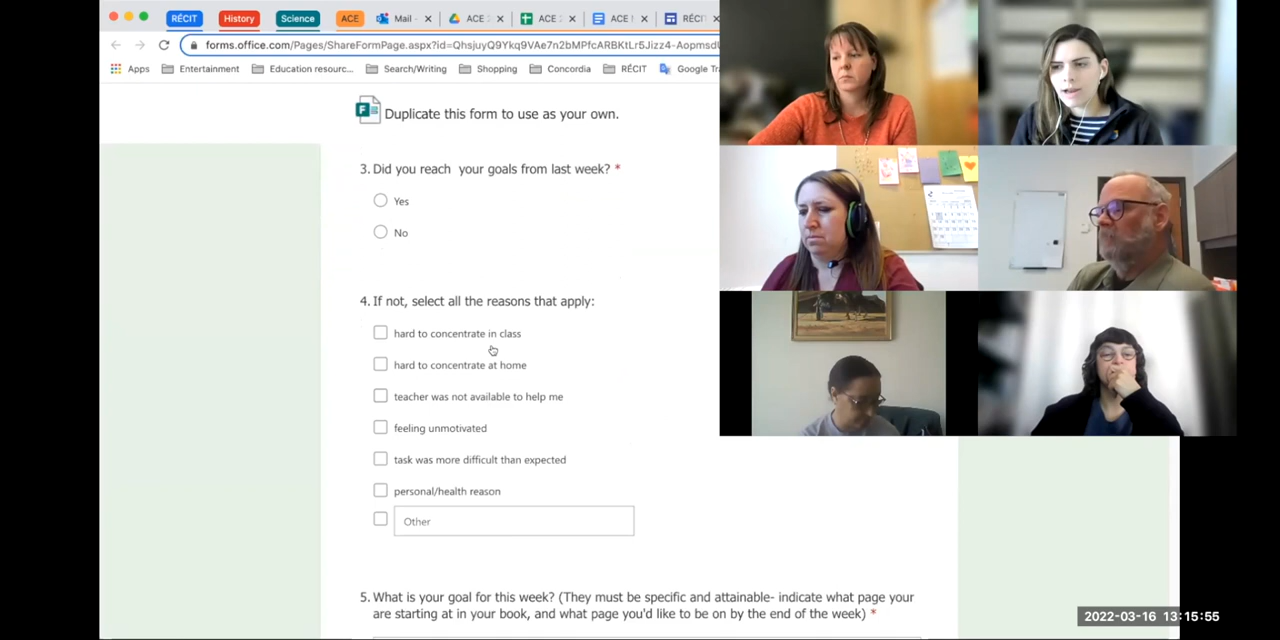 RÉCIT History Science ACE Mail ACE ACE ACE RÉCIT
forms.office.com/Pages/ShareFormPage.aspx?id=QhsjuyQ9Ykq9VAe7n2bMPfcARBKtLr5Jizz4-Aopmsd
Apps Entertainment Education resourc... Search/Writing Shopping Concordia RÉCIT Google Tr
Duplicate this form to use as your own.
3. Did you reach your goals from last week? *
Yes
No
4. If not, select all the reasons that apply:
hard to concentrate in class
hard to concentrate at home
teacher was not available to help me
feeling unmotivated
task was more difficult than expected
personal/health reason
Other
5. What is your goal for this week? (They must be specific and attainable- indicate what page your
are starting at in your book, and what page you'd like to be on by the end of the week) *
2022-03-16 13:15:55